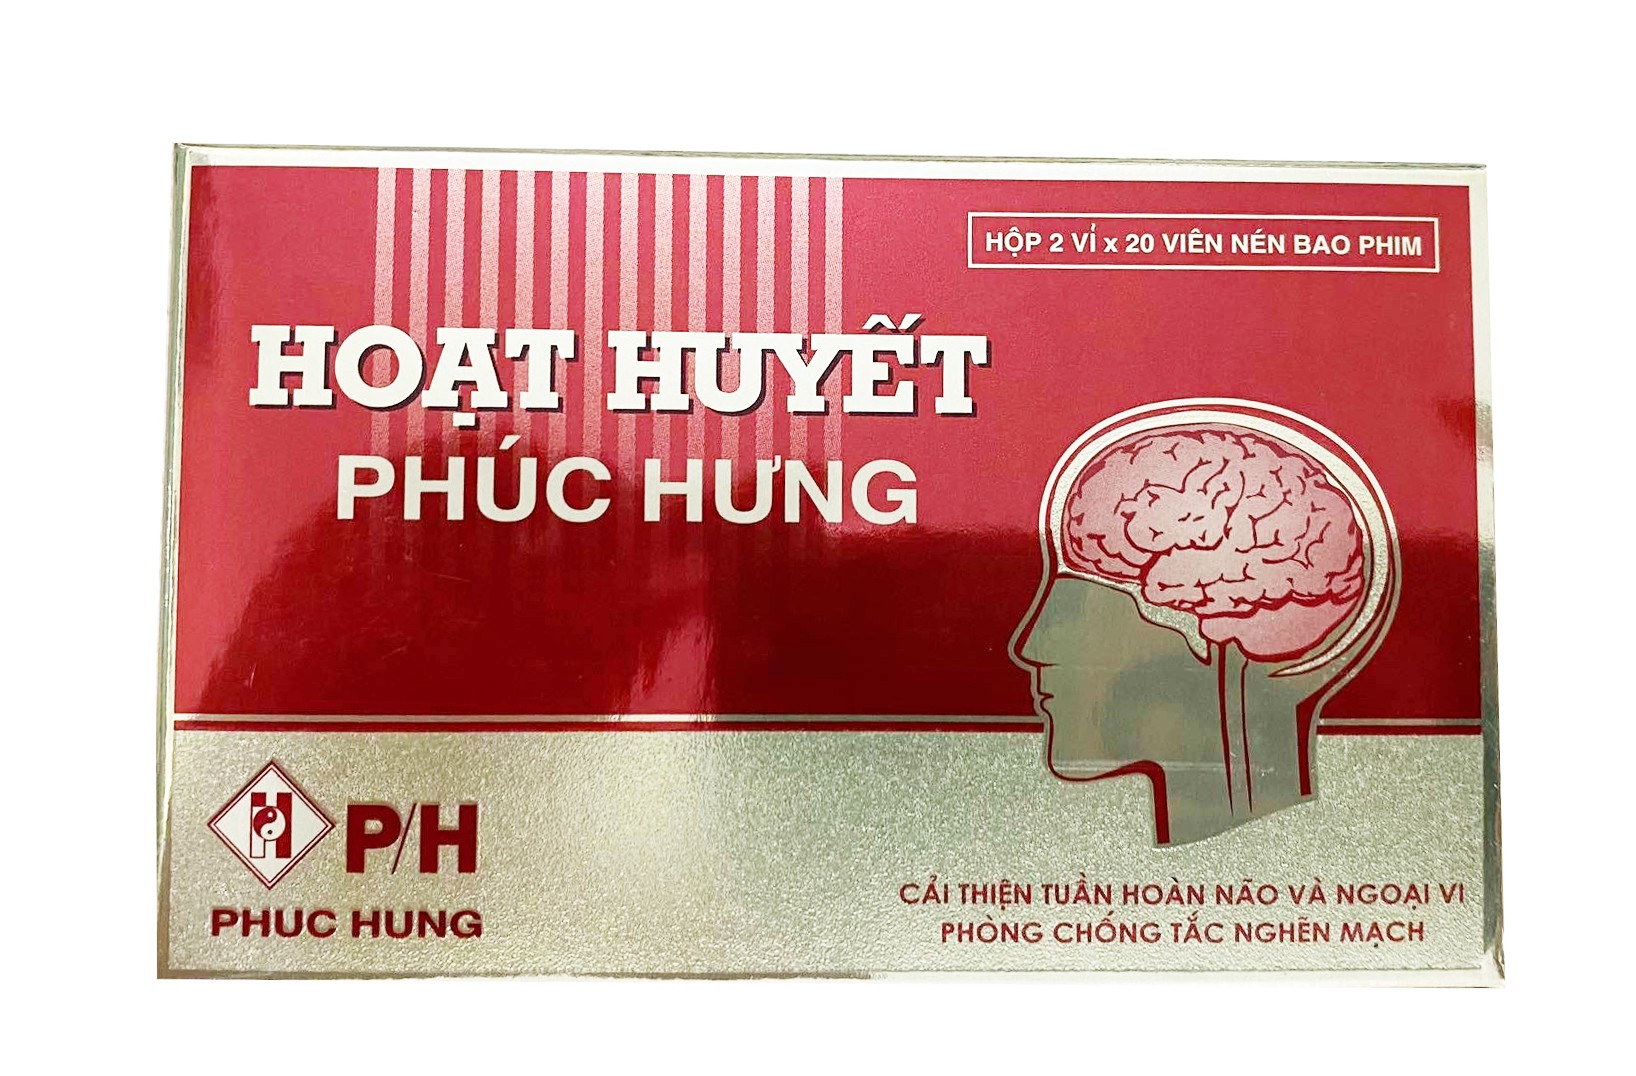 HỘP 2 VỈ x 20 VIÊN NÉN BAO PHIM
HOẠT HUYẾT
PHÚC HƯNG
PH
P/H
PHUC HUNG
CẢI THIỆN TUẦN HOÀN NÃO VÀ NGOẠI VI
PHÒNG CHỐNG TẮC NGHẼN MẠCH